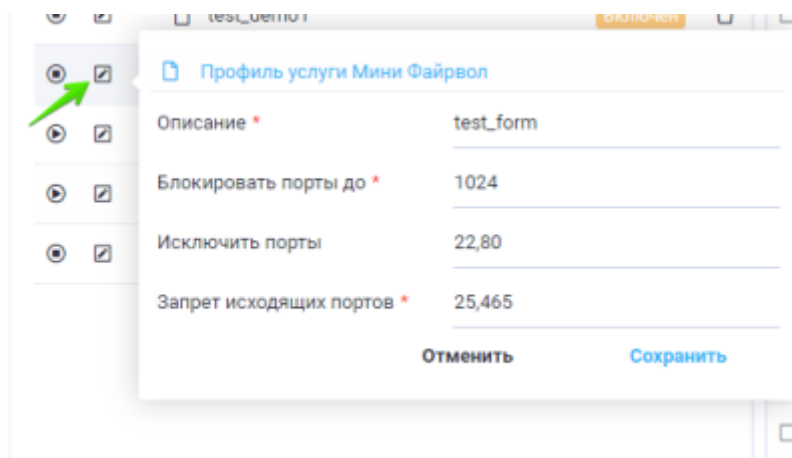 test_demo1 Включен
Профиль услуги Мини Файрвол
Описание * test_form
Блокировать порты до * 1024
Исключить порты 22,80
Запрет исходящих портов * 25,465
Отменить Сохранить